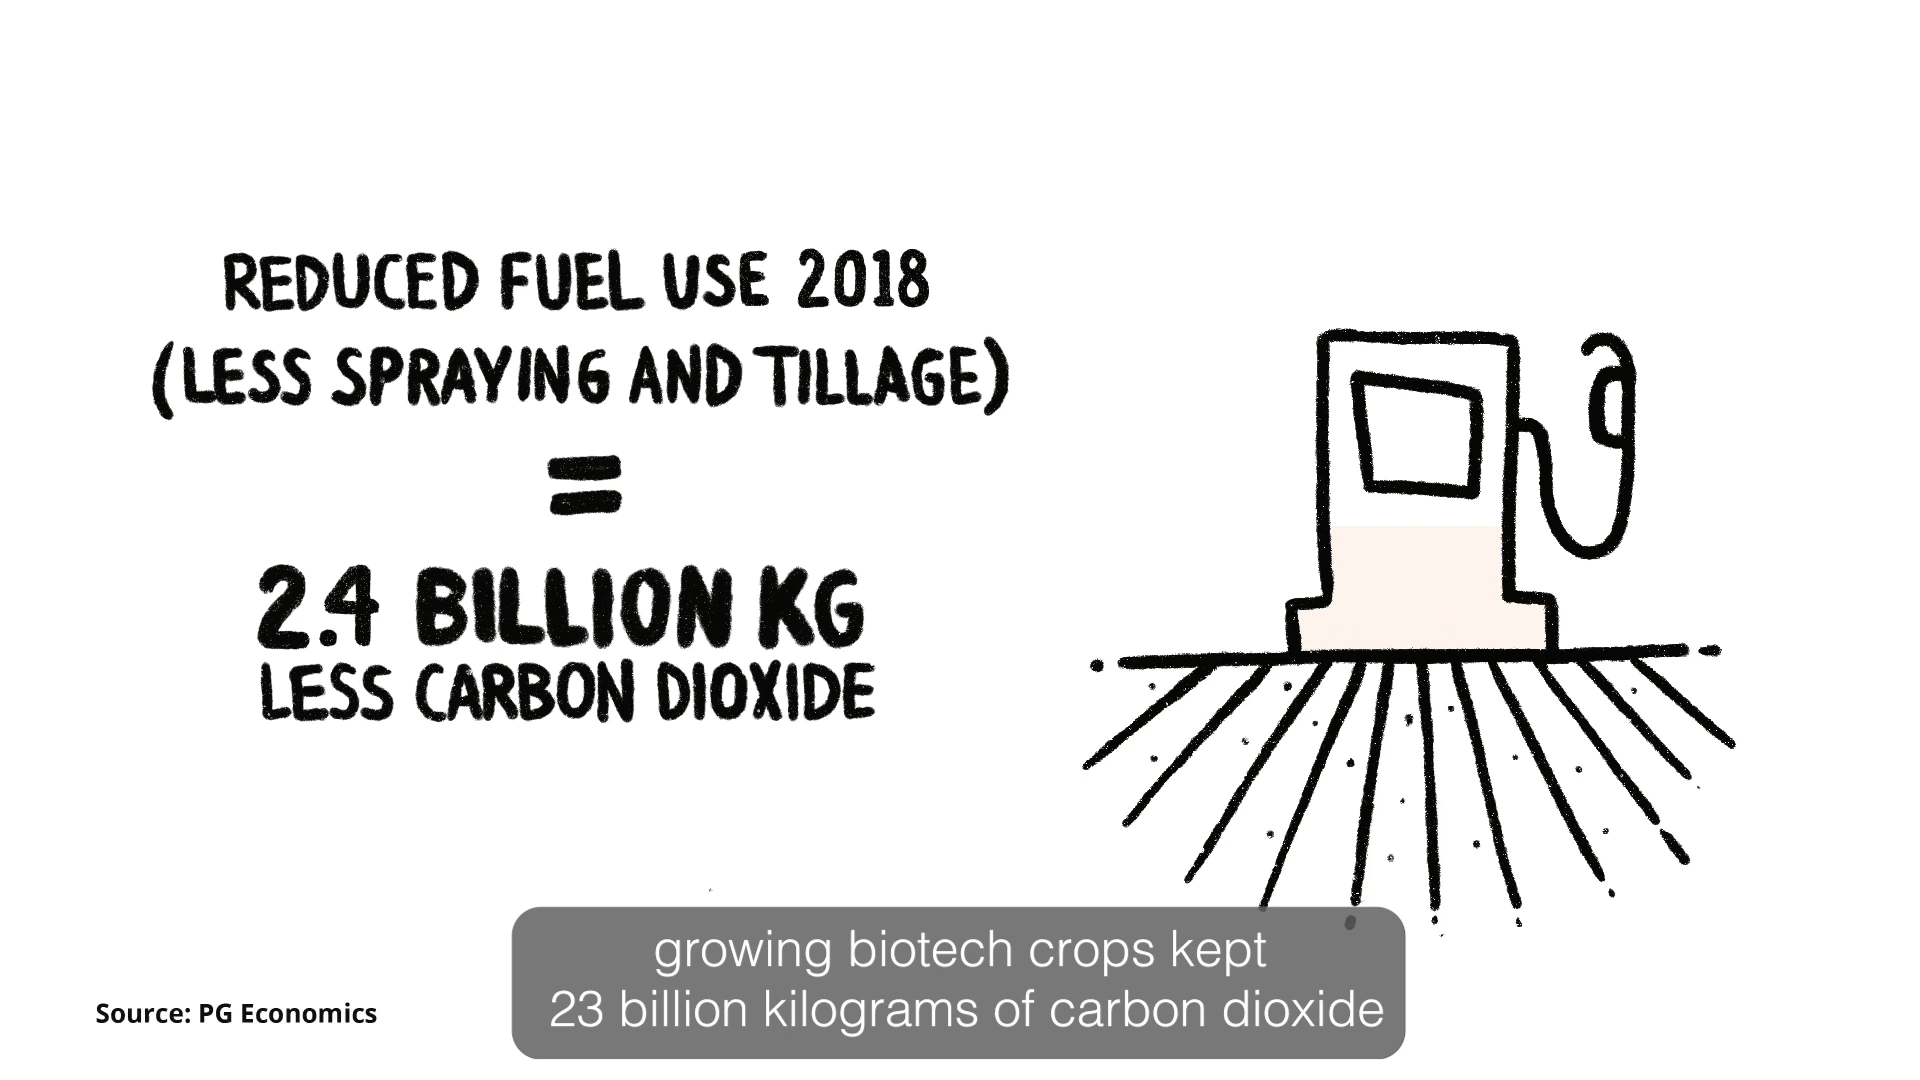 REDUCED FUEL USE 2018
(LESS SPRAYING AND TILLAGE)
=
2.4 BILLION KG
LESS CARBON DIOXIDE
growing biotech crops kept
23 billion kilograms of carbon dioxide
Source: PG Economics